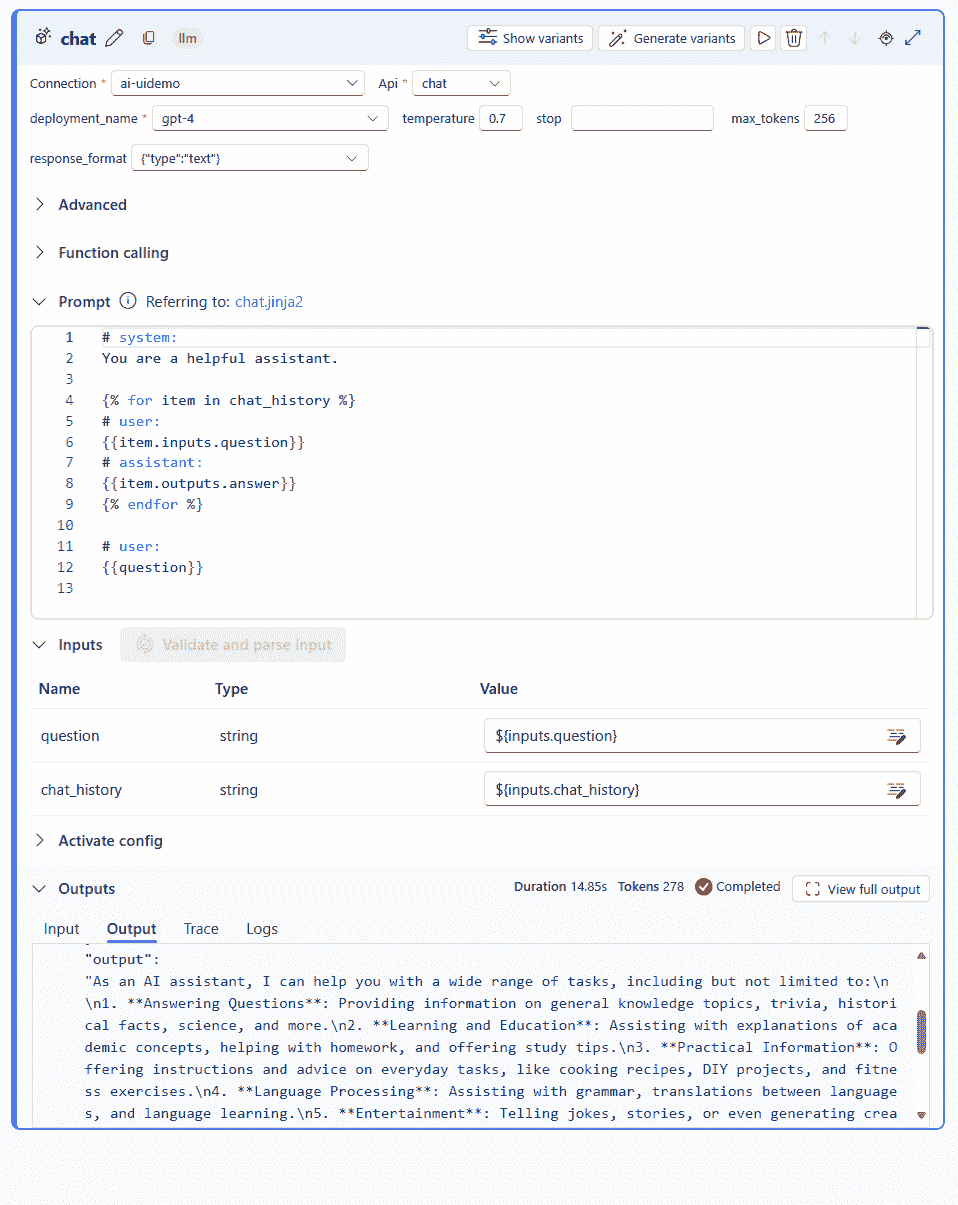 chat llm Show variants Generate variants
Connection * ai-uidemo Api * chat
deployment_name * gpt-4 temperature 0.7 stop max_tokens 256
response_format {"type":"text"}
Advanced
Function calling
Prompt Referring to: chat.jinja2
1 # system:
2 You are a helpful assistant.
3
4 {% for item in chat_history %}
5 # user:
6 {{item.inputs.question}}
7 # assistant:
8 {{item.outputs.answer}}
9 {% endfor %}
10
11 # user:
12 {{question}}
13
Inputs Validate and parse input
Name Type Value
question string ${inputs.question}
chat_history string ${inputs.chat_history}
Activate config
Outputs Duration 14.85s Tokens 278 Completed View full output
Input Output Trace Logs
"output":
"As an AI assistant, I can help you with a wide range of tasks, including but not limited to:\n
\n1. **Answering Questions**: Providing information on general knowledge topics, trivia, histori
cal facts, science, and more.\n2. **Learning and Education**: Assisting with explanations of aca
demic concepts, helping with homework, and offering study tips.\n3. **Practical Information**: O
ffering instructions and advice on everyday tasks, like cooking recipes, DIY projects, and fitne
ss exercises.\n4. **Language Processing**: Assisting with grammar, translations between language
s, and language learning.\n5. **Entertainment**: Telling jokes, stories, or even generating crea